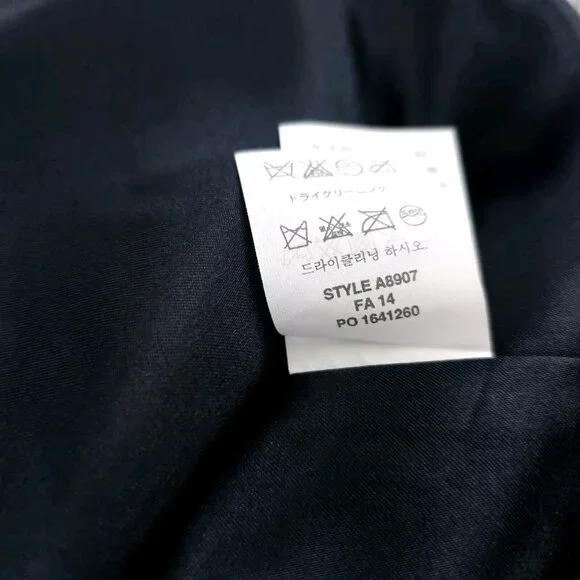 ドライクリーニング
드라이클리닝 하시오.
STYLE A8907
FA 14
PO 1641260